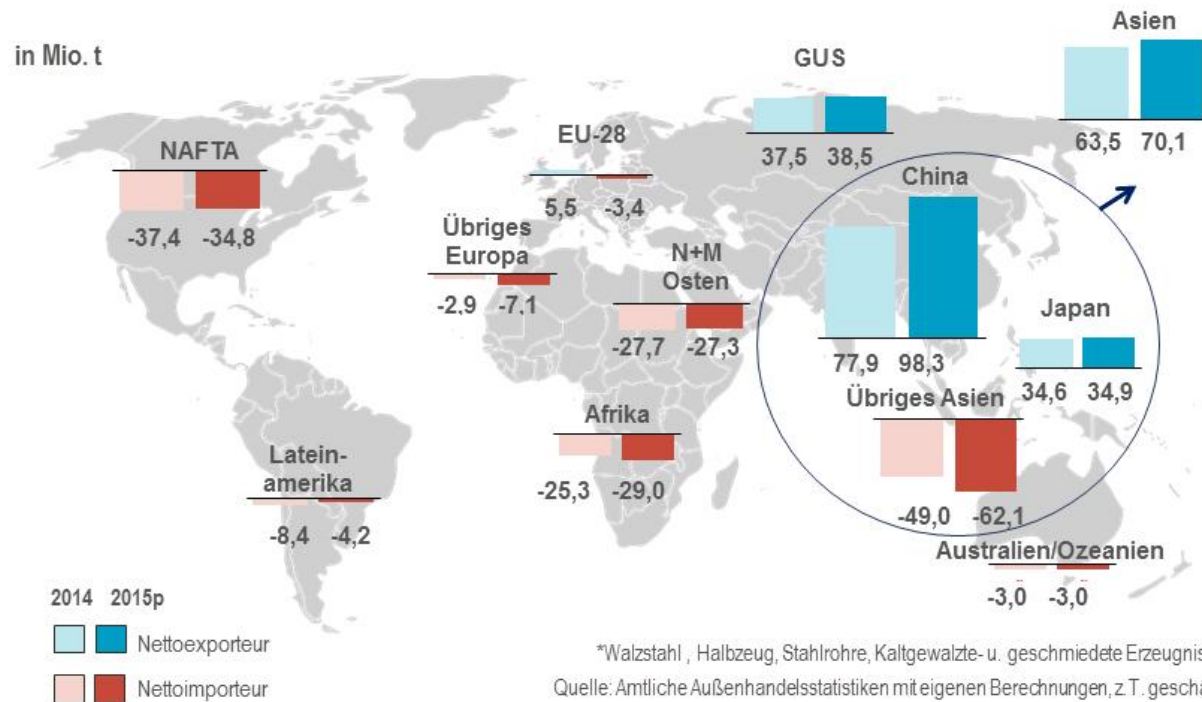 in Mio. t
Asien
63,5 70,1
GUS
37,5 38,5
EU-28
5,5 -3,4
NAFTA
-37,4 -34,8
China
77,9 98,3
Übriges
Europa
-2,9 -7,1
N+M
Osten
-27,7 -27,3
Japan
34,6 34,9
Übriges Asien
-49,0 -62,1
Afrika
-25,3 -29,0
Latein-
amerika
-8,4 -4,2
Australien/Ozeanien
-3,0 -3,0
2014 2015p
Nettoexporteur
Nettoimporteur
*Walzstahl , Halbzeug, Stahlrohre, Kaltgewalzte- u. geschmiedete
Quelle: Amtliche Außenhandelsstatistiken mit eigenen Berechnungen, z.T.